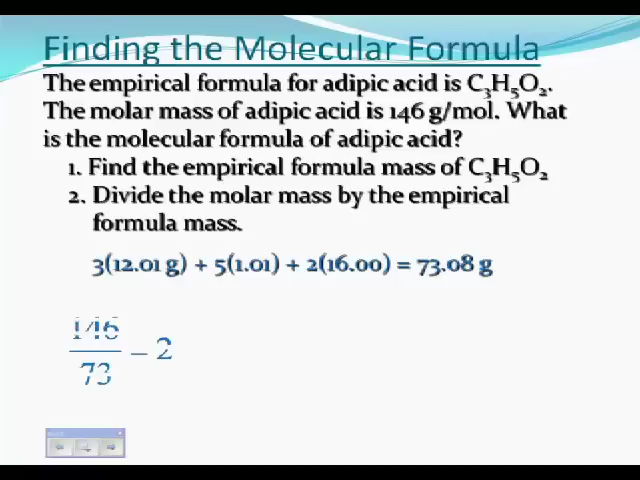 Finding the Molecular Formula
The empirical formula for adipic acid is C₃H₅O₂.
The molar mass of adipic acid is 146 g/mol. What
is the molecular formula of adipic acid?
1. Find the empirical formula mass of C₃H₅O₂
2. Divide the molar mass by the empirical
formula mass.
3(12.01 g) + 5(1.01) + 2(16.00) = 73.08 g
146
73
= 2